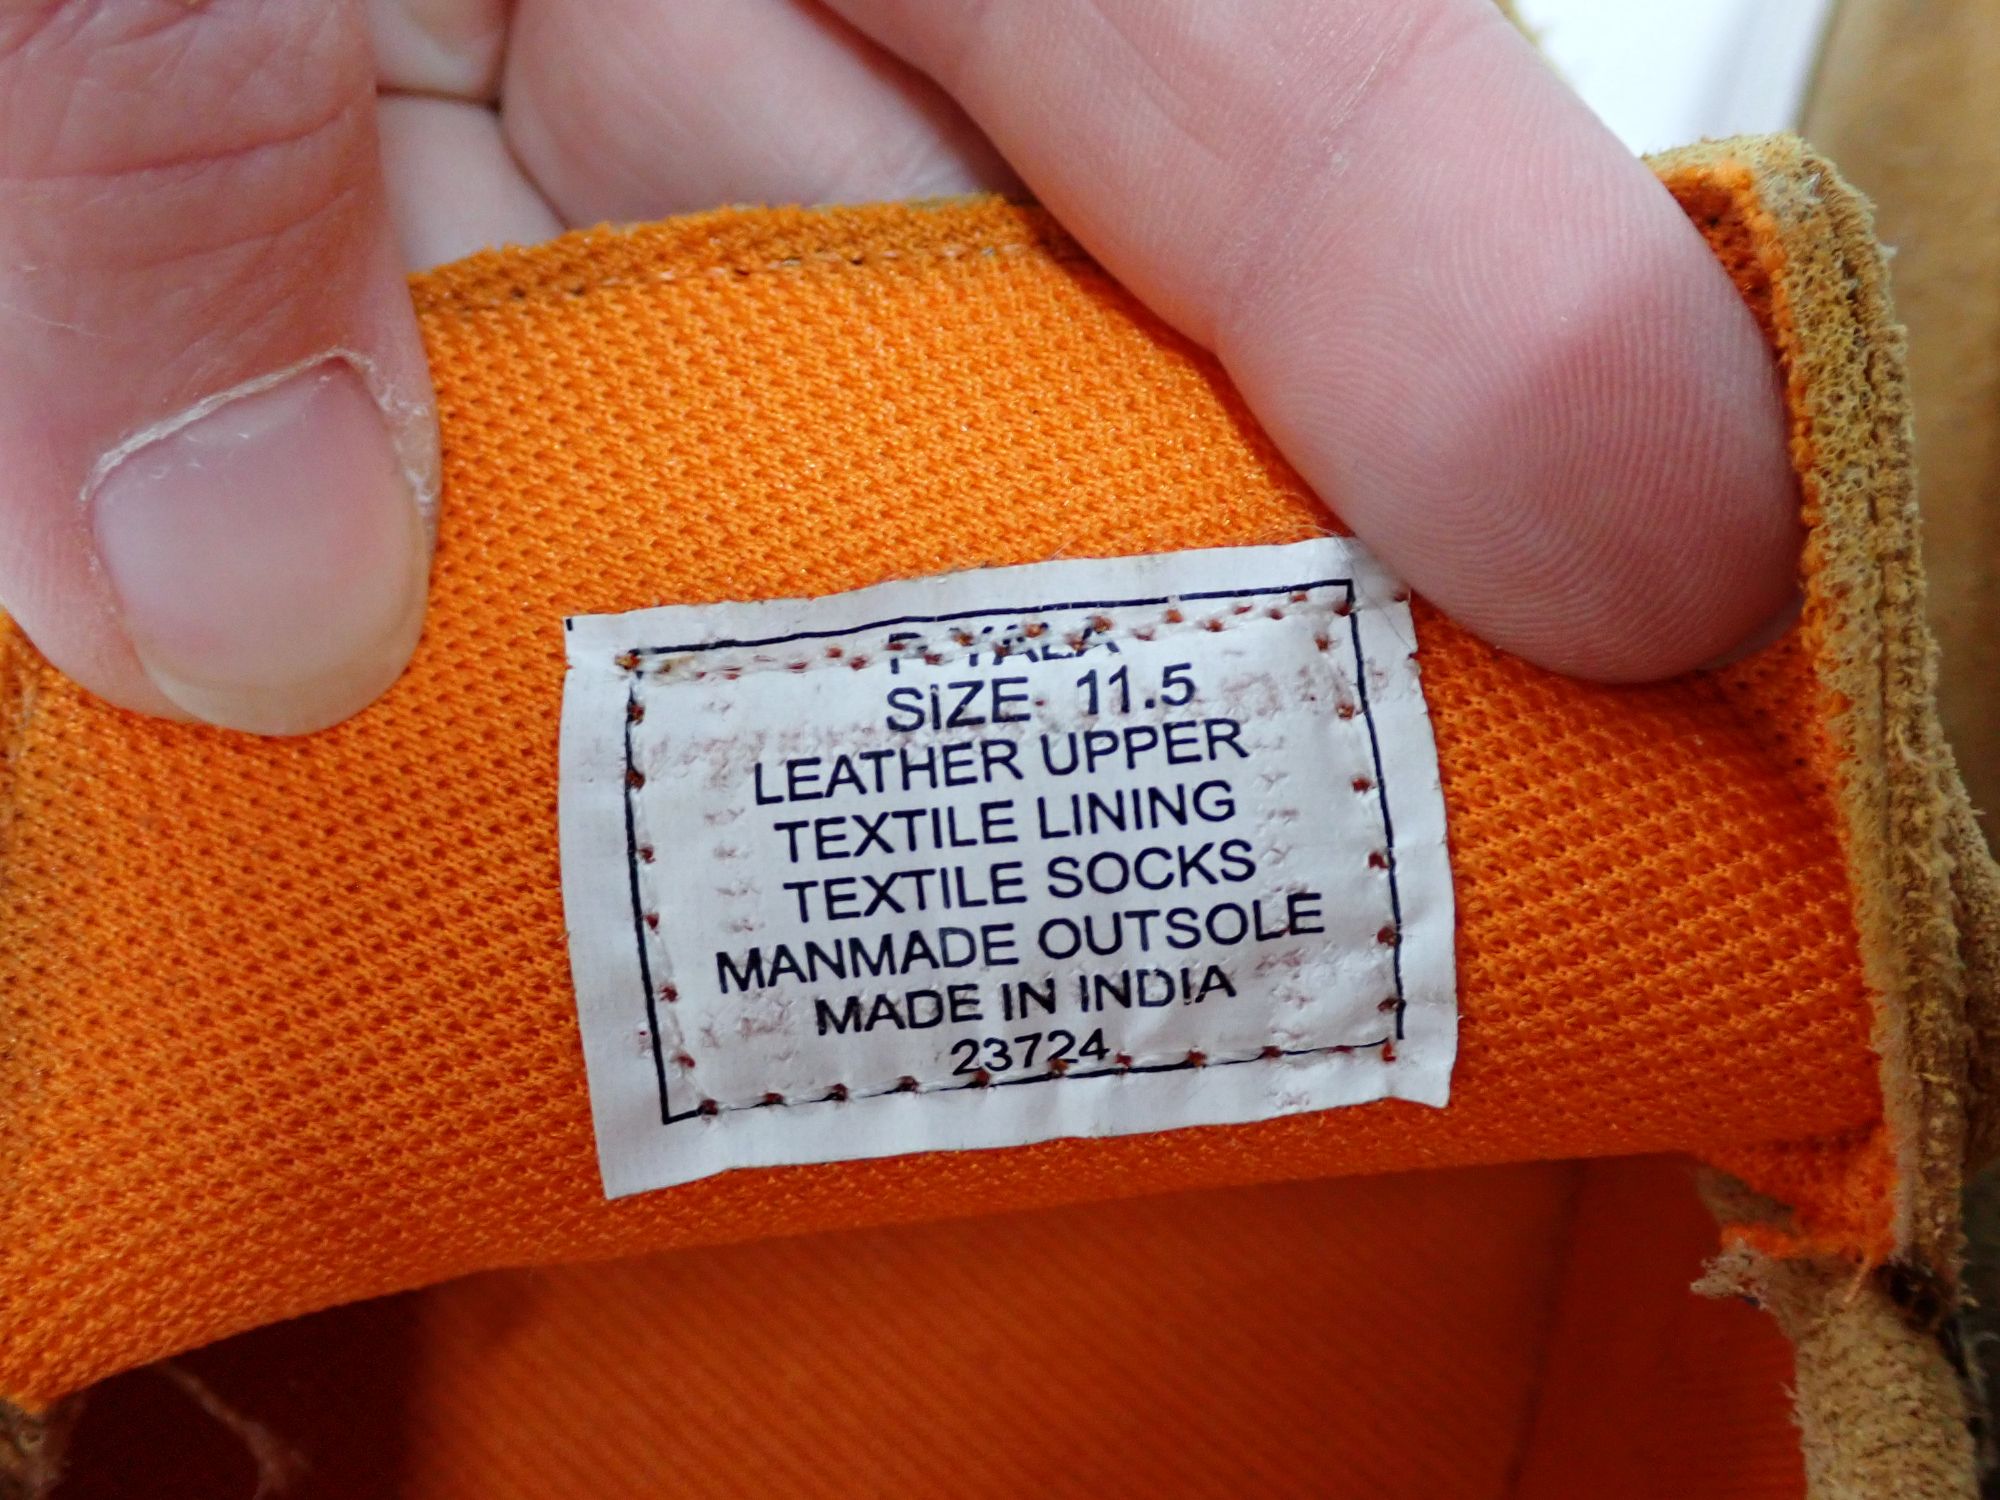 SIZE 11.5
LEATHER UPPER
TEXTILE LINING
TEXTILE SOCKS
MANMADE OUTSOLE
MADE IN INDIA
23724